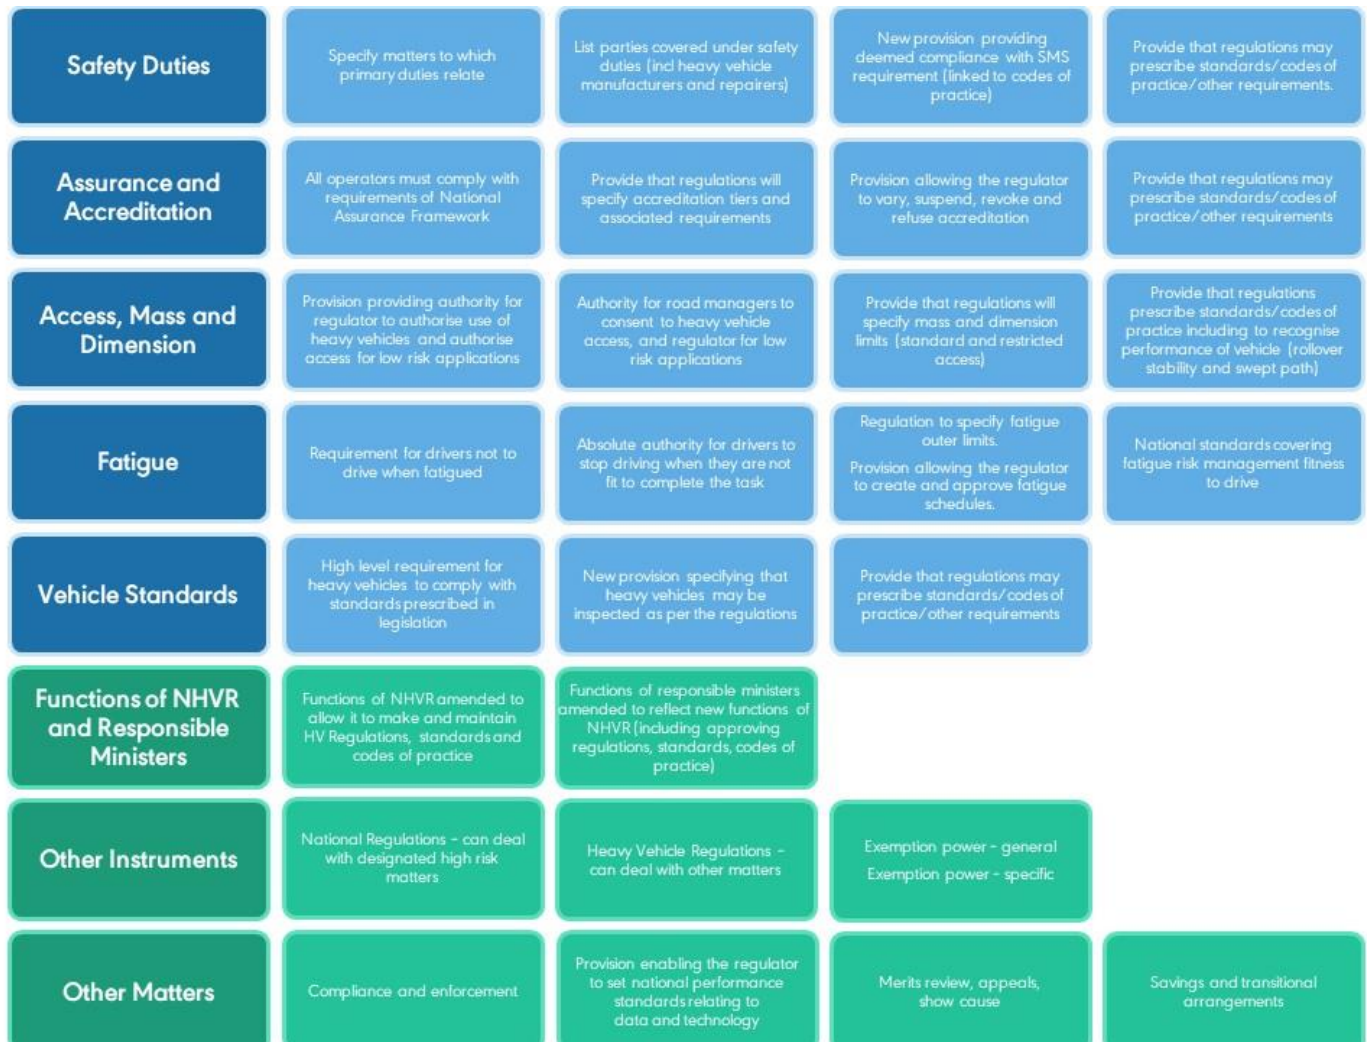 Safety Duties
Specify matters to which
primary duties relate
List parties covered under safety
duties (incl heavy vehicle
manufacturers and repairers)
New provision providing
deemed compliance with SMS
requirement (linked to codes of
practice)
Provide that regulations may
prescribe standards/codes of
practice/other requirements.
Assurance and
Accreditation
All operators must comply with
requirements of National
Assurance Framework
Provide that regulations will
specify accreditation tiers and
associated requirements
Provision allowing the regulator
to vary, suspend, revoke and
refuse accreditation
Provide that regulations may
prescribe standards/codes of
practice/other requirements
Access, Mass and
Dimension
Provision providing authority for
regulator to authorise use of
heavy vehicles and authorise
access for low risk applications
Authority for road managers to
consent to heavy vehicle
access, and regulator for low
risk applications
Provide that regulations will
specify mass and dimension
limits (standard and restricted
access)
Provide that regulations
prescribe standards/codes of
practice including to recognise
performance of vehicle (rollover
stability and swept path)
Fatigue
Requirement for drivers not to
drive when fatigued
Absolute authority for drivers to
stop driving when they are not
fit to complete the task
Regulation to specify fatigue
outer limits.
Provision allowing the regulator
to create and approve fatigue
schedules.
National standards covering
fatigue risk management fitness
to drive
Vehicle Standards
High level requirement for
heavy vehicles to comply with
standards prescribed in
legislation
New provision specifying that
heavy vehicles may be
inspected as per the regulations
Provide that regulations may
prescribe standards/codes of
practice/other requirements
Functions of NHVR
and Responsible
Ministers
Functions of NHVR amended to
allow it to make and maintain
HV Regulations, standards and
codes of practice
Functions of responsible ministers
amended to reflect new functions of
NHVR (including approving
regulations, standards, codes of
practice)
Other Instruments
National Regulations – can deal
with designated high risk
matters
Heavy Vehicle Regulations –
can deal with other matters
Exemption power - general
Exemption power - specific
Other Matters
Compliance and enforcement
Provision enabling the regulator
to set national performance
standards relating to
data and technology
Merits review, appeals,
show cause
Savings and transitional
arrangements